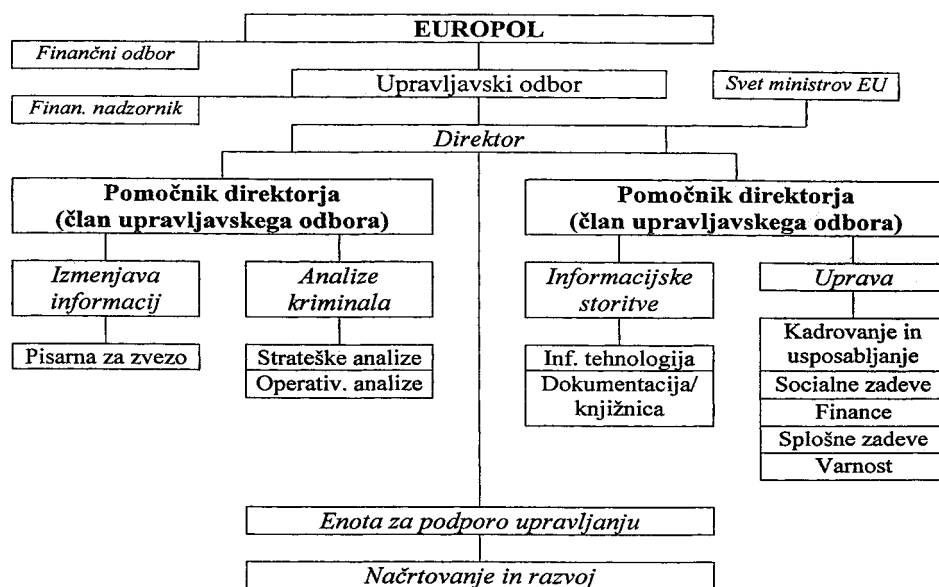 EUROPOL
Finančni odbor
Upravljavski odbor
Svet ministrov EU
Finan. nadzornik
Direktor
Pomočnik direktorja
(član upravljavskega odbora)
Pomočnik direktorja
(član upravljavskega odbora)
Izmenjava
informacij
Analize
kriminala
Informacijske
storitve
Uprava
Pisarna za zvezo
Strateške analize
Operativ. analize
Inf. tehnologija
Dokumentacija/
knjižnica
Kadrovanje in
usposabljanje
Socialne zadeve
Finance
Splošne zadeve
Varnost
Enota za podporo upravljanju
Načrtovanje in razvoj